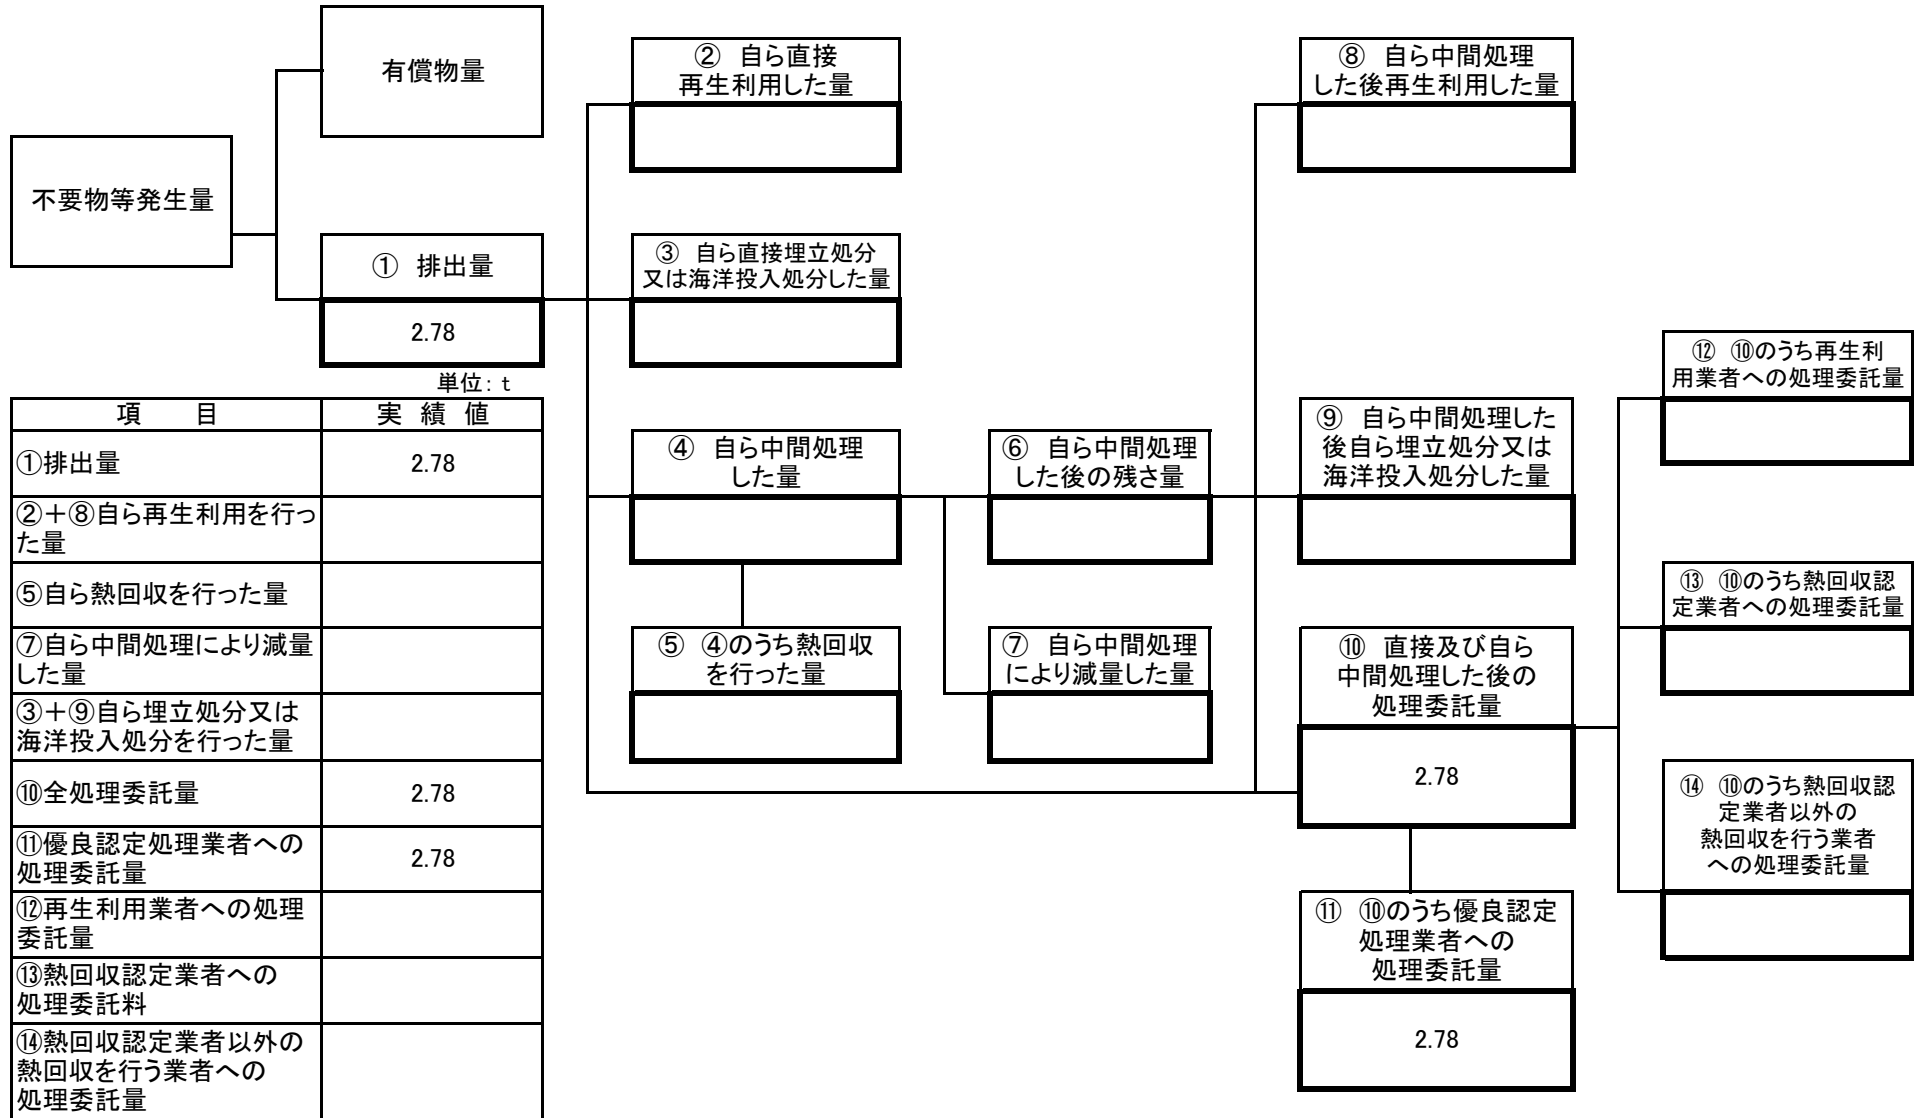 有償物量
不要物等発生量
① 排出量
2.78
② 自ら直接
再生利用した量
③ 自ら直接埋立処分
又は海洋投入処分した量
④ 自ら中間処理
した量
⑤ ④のうち熱回収
を行った量
⑥ 自ら中間処理
した後の残さ量
⑦ 自ら中間処理
により減量した量
⑧ 自ら中間処理
した後再生利用した量
⑨ 自ら中間処理した
後自ら埋立処分又は
海洋投入処分した量
⑩ 直接及び自ら
中間処理した後の
処理委託量
2.78
⑪ ⑩のうち優良認定
処理業者への
処理委託量
2.78
⑫ ⑩のうち再生利
用業者への処理委託量
⑬ ⑩のうち熱回収認
定業者への処理委託量
⑭ ⑩のうち熱回収認
定業者以外の
熱回収を行う業者
への処理委託量
単位：t
項 目 実 績 値
①排出量 2.78
②＋⑧自ら再生利用を行っ
た量
⑤自ら熱回収を行った量
⑦自ら中間処理により減量
した量
③＋⑨自ら埋立処分又は
海洋投入処分を行った量
⑩全処理委託量 2.78
⑪優良認定処理業者への
処理委託量 2.78
⑫再生利用業者への処理
委託量
⑬熱回収認定業者への
処理委託料
⑭熱回収認定業者以外の
熱回収を行う業者への
処理委託量